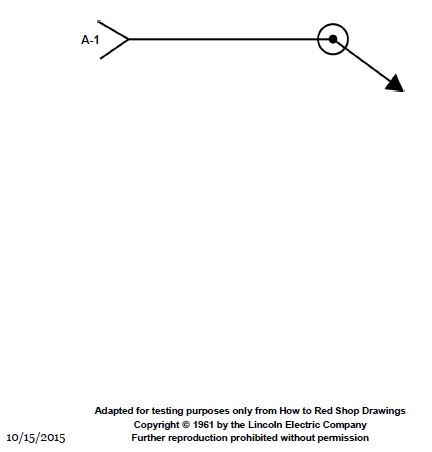 A-1
Adapted for testing purposes only from How to Red Shop Drawings
Copyright © 1961 by the Lincoln Electric Company
10/15/2015 Further reproduction prohibited without permission